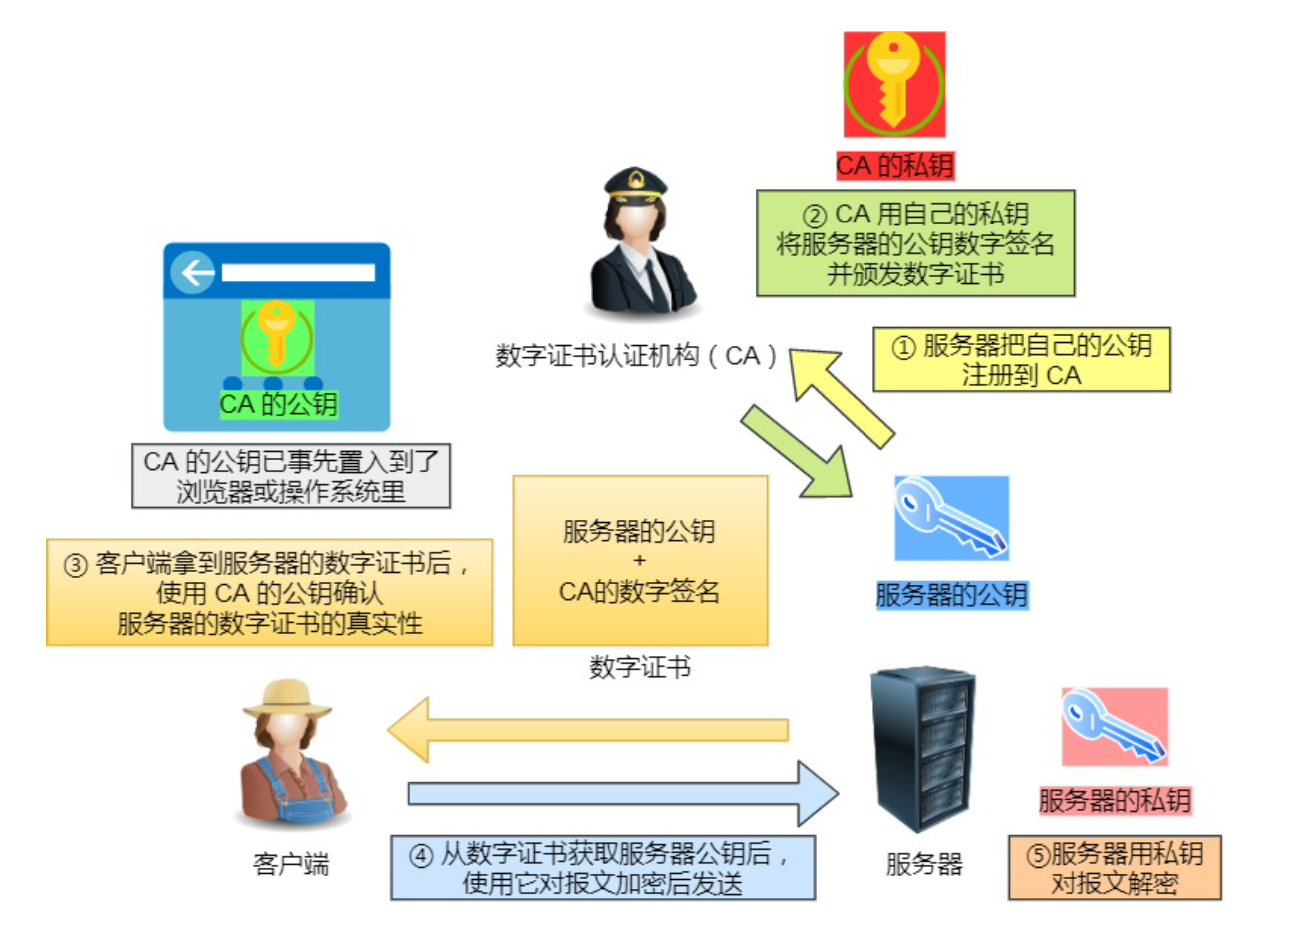 CA 的私钥
② CA 用自己的私钥
将服务器的公钥数字签名
并颁发数字证书
数字证书认证机构（CA）
① 服务器把自己的公钥
注册到 CA
CA 的公钥
CA 的公钥已事先置入到了
浏览器或操作系统里
③ 客户端拿到服务器的数字证书后，
使用 CA 的公钥确认
服务器的数字证书的真实性
服务器的公钥
+
CA的数字签名
数字证书
服务器的公钥
服务器的私钥
客户端
④ 从数字证书获取服务器公钥后，
使用它对报文加密后发送
服务器
⑤服务器用私钥
对报文解密